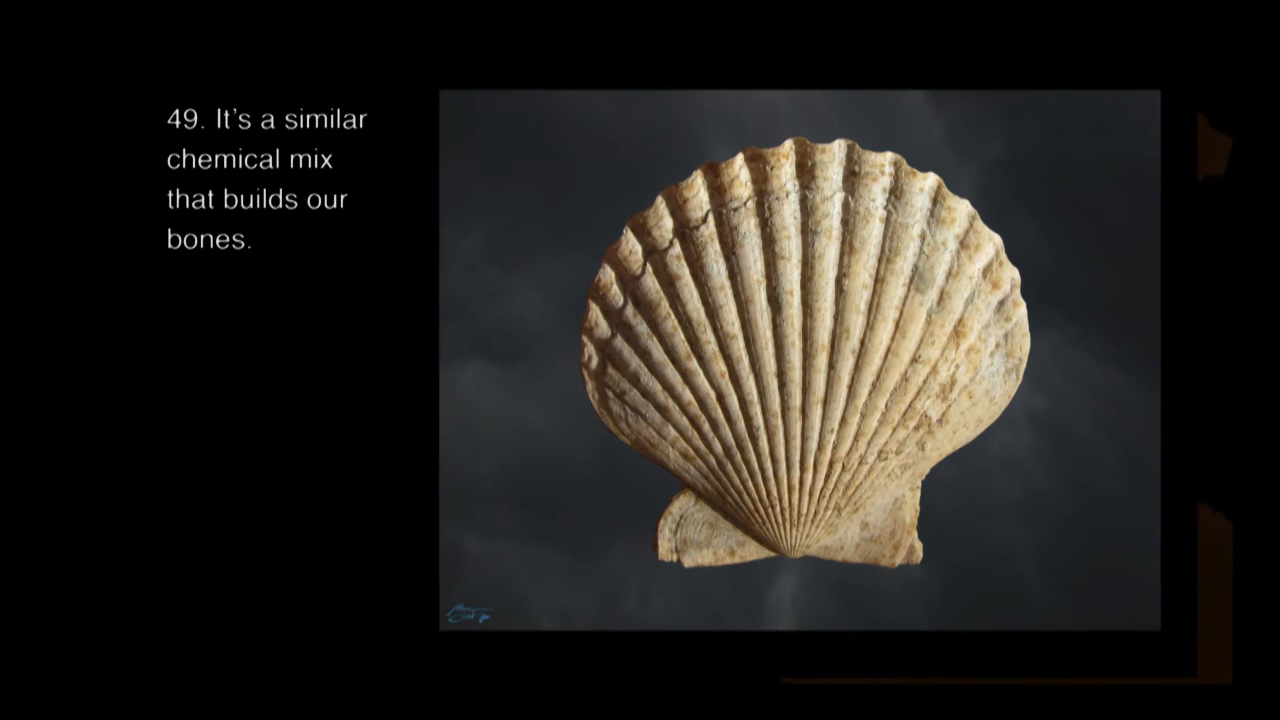 49. It's a similar
chemical mix
that builds our
bones.